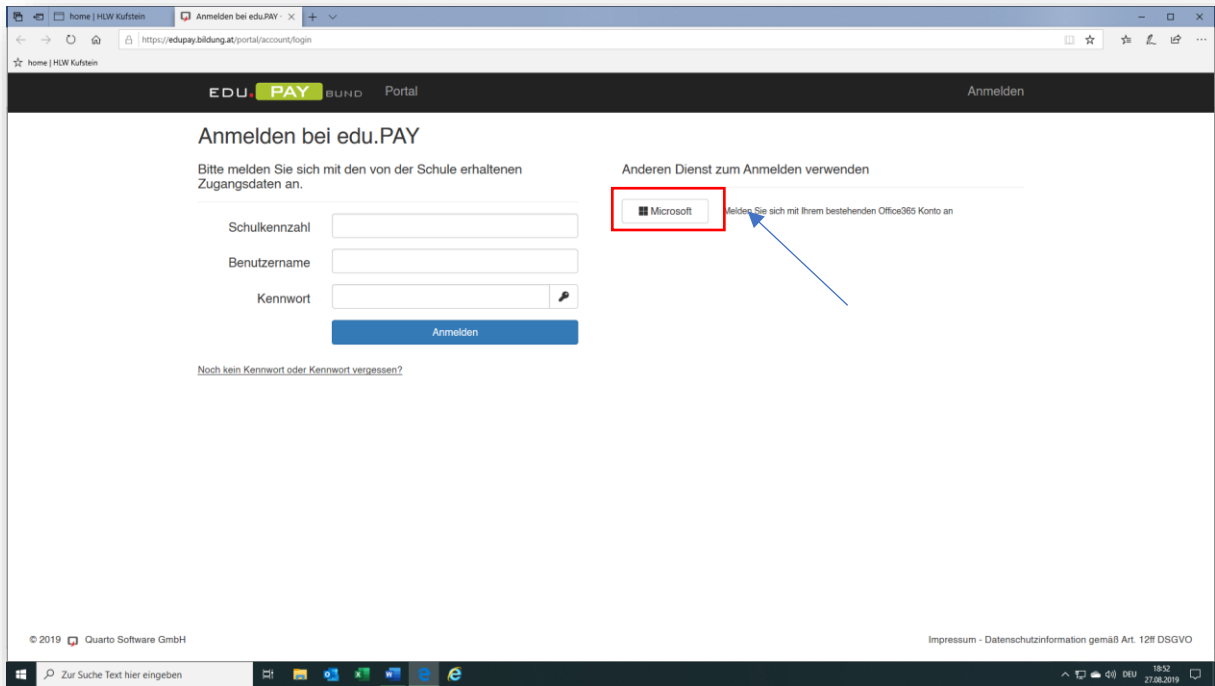 home | HLW Kufstein
Anmelden bei edu.PAY ·
https://edupay.bildung.at/portal/account/login
home | HLW Kufstein
EDU. PAY BUND Portal Anmelden
Anmelden bei edu.PAY
Bitte melden Sie sich mit den von der Schule erhaltenen
Zugangsdaten an.
Schulkennzahl
Benutzername
Kennwort
Anmelden
Noch kein Kennwort oder Kennwort vergessen?
Anderen Dienst zum Anmelden verwenden
Microsoft
Melden Sie sich mit Ihrem bestehenden Office365 Konto an
© 2019 Quarto Software GmbH
Impressum - Datenschutzinformation gemäß Art. 12ff DSGVO
Zur Suche Text hier eingeben
DEU
18:52
27.08.2019